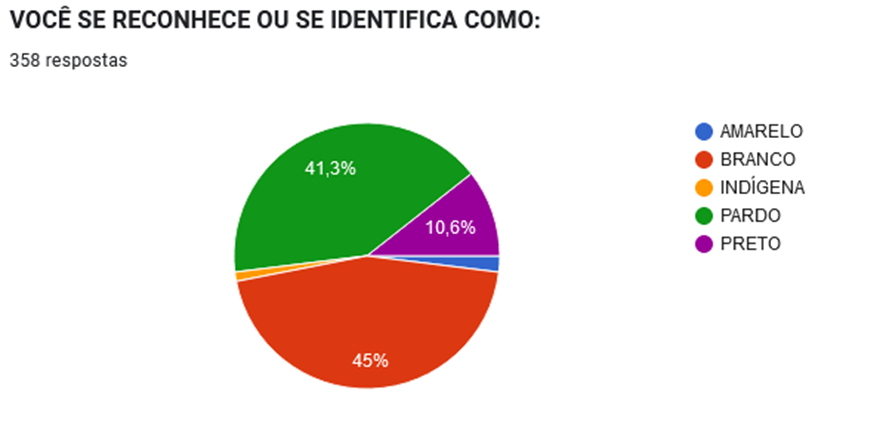 VOCÊ SE RECONHECE OU SE IDENTIFICA COMO:
358 respostas
41,3%
10,6%
45%
AMARELO
BRANCO
INDÍGENA
PARDO
PRETO